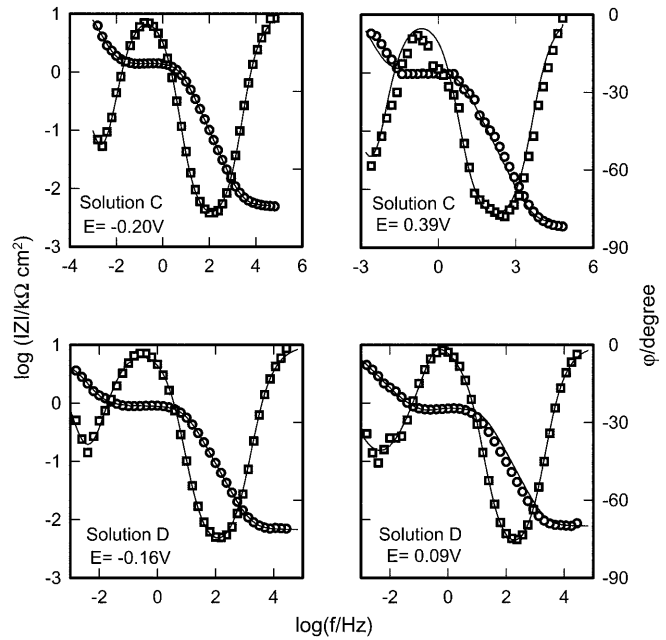 1
0
-1
-2
-3
-4 -2 0 2 4 6
Solution C
E= -0.20V
0
-30
-60
-90
-3 0 3 6
Solution C
E= 0.39V
log (IZI/kΩ cm²)
φ/degree
1
0
-1
-2
-3
-2 0 2 4
Solution D
E= -0.16V
0
-30
-60
-90
-2 0 2 4
Solution D
E= 0.09V
log(f/Hz)